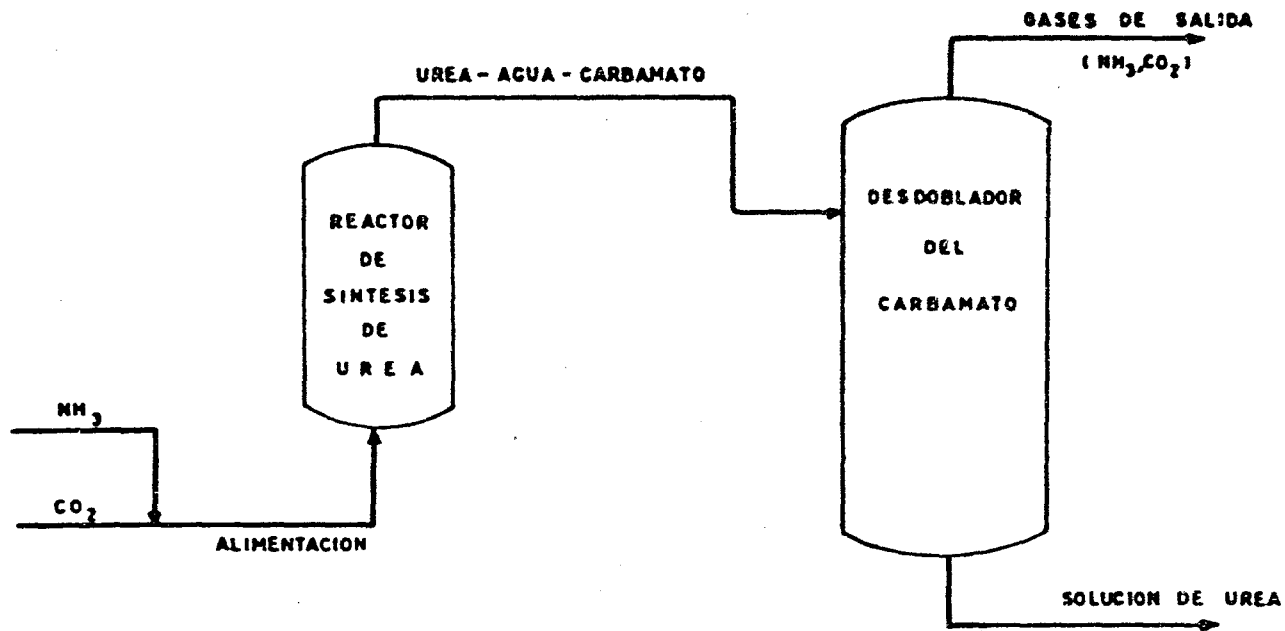 GASES DE SALIDA
(NH3,CO2)
UREA-AGUA-CARBAMATO
REACTOR
DE
SINTESIS
DE
UREA
DESDOBLADOR
DEL
CARBAMATO
NH3
CO2
ALIMENTACION
SOLUCION DE UREA